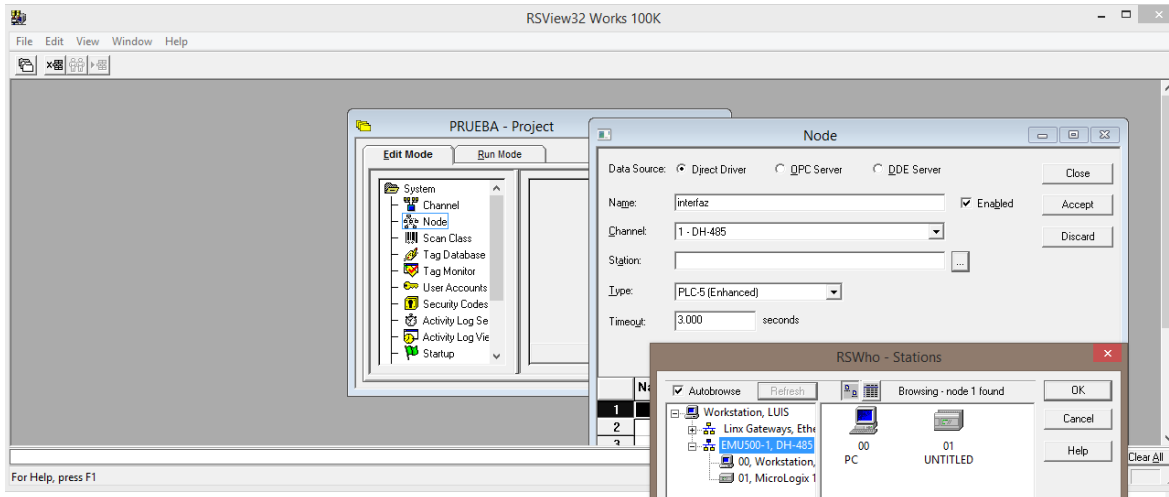 RSView32 Works 100K
File Edit View Window Help
PRUEBA - Project
Edit Mode Run Mode
System
Channel
Node
Scan Class
Tag Database
Tag Monitor
User Accounts
Security Codes
Activity Log Se
Activity Log Vie
Startup
Node
Data Source: Direct Driver OPC Server DDE Server
Close
Name: interfaz Enabled
Accept
Channel: 1 - DH-485
Discard
Station: ...
Type: PLC-5 (Enhanced)
Timeout: 3.000 seconds
Na
1
2
3
RSWho - Stations
Autobrowse Refresh Browsing - node 1 found
OK
Cancel
Help
Workstation, LUIS
Linx Gateways, Ethe
EMU500-1, DH-485
00, Workstation,
01, MicroLogix 1
00
PC
01
UNTITLED
Clear All
For Help, press F1